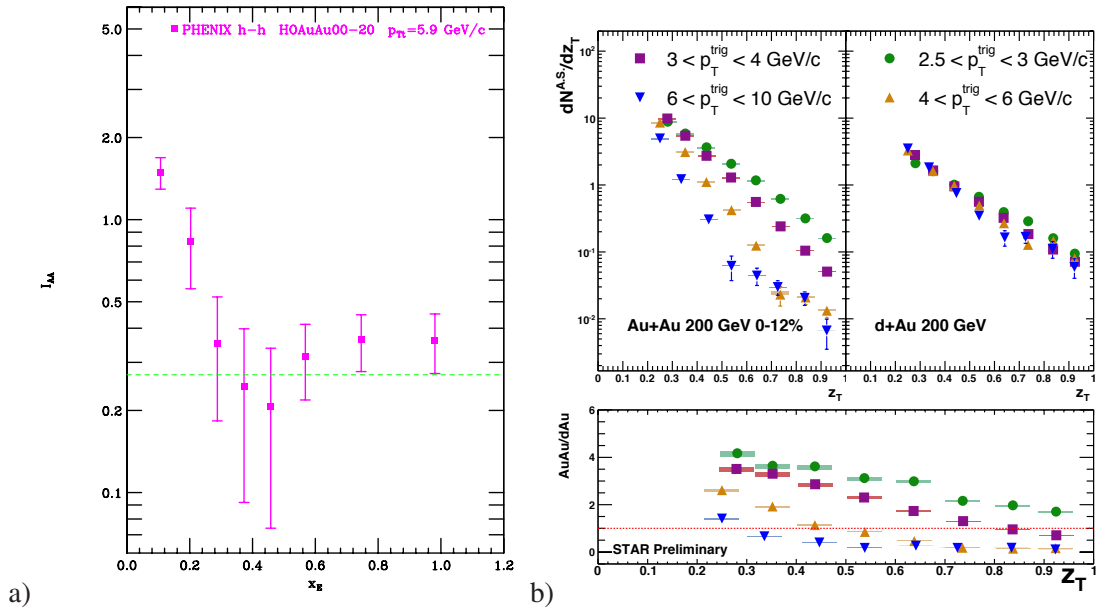 PHENIX h-h HOAuAu00-20 p_Tt=5.9 GeV/c
5.0
2.0
1.0
0.5
0.2
0.1
I_AA
0.0 0.2 0.4 0.6 0.8 1.0 1.2
x_E
a)
dN^A.S/dz_T
10^2
10
1
10^-1
10^-2
3 < p_T^trig < 4 GeV/c
6 < p_T^trig < 10 GeV/c
2.5 < p_T^trig < 3 GeV/c
4 < p_T^trig < 6 GeV/c
Au+Au 200 GeV 0-12%
d+Au 200 GeV
0 0.1 0.2 0.3 0.4 0.5 0.6 0.7 0.8 0.9 1
z_T
0 0.1 0.2 0.3 0.4 0.5 0.6 0.7 0.8 0.9 1
z_T
AuAu/dAu
6
4
2
0
STAR Preliminary
0 0.1 0.2 0.3 0.4 0.5 0.6 0.7 0.8 0.9 1
z_T
b)